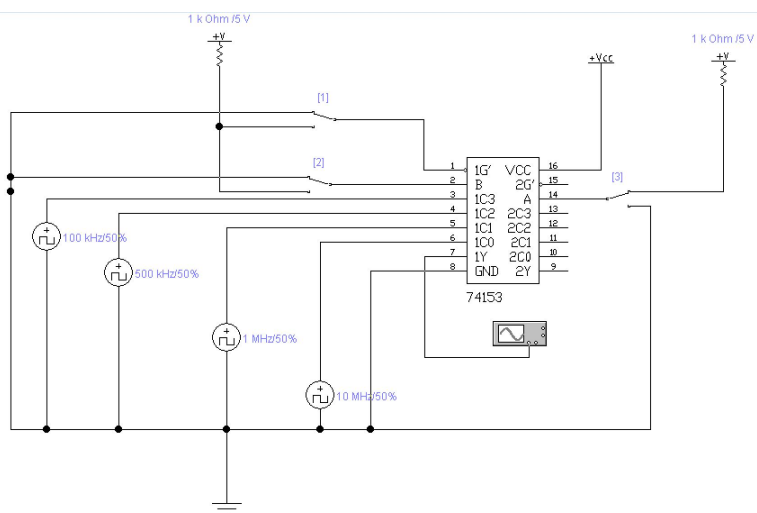 1 k Ohm /5 V
+V
1 k Ohm /5 V
+V
+Vcc
[1]
[2]
[3]
1 1G' VCC 16
2 B 2G' 15
3 1C3 A 14
4 1C2 2C3 13
5 1C1 2C2 12
6 1C0 2C1 11
7 1Y 2C0 10
8 GND 2Y 9
74153
100 kHz/50%
500 kHz/50%
1 MHz/50%
10 MHz/50%